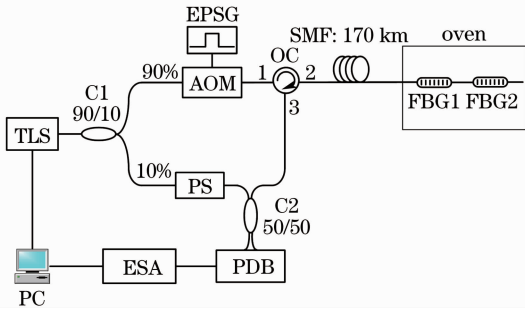 EPSG
SMF: 170 km
oven
OC
90%
AOM
1
2
3
FBG1 FBG2
C1
90/10
TLS
10%
PS
C2
50/50
ESA
PDB
PC